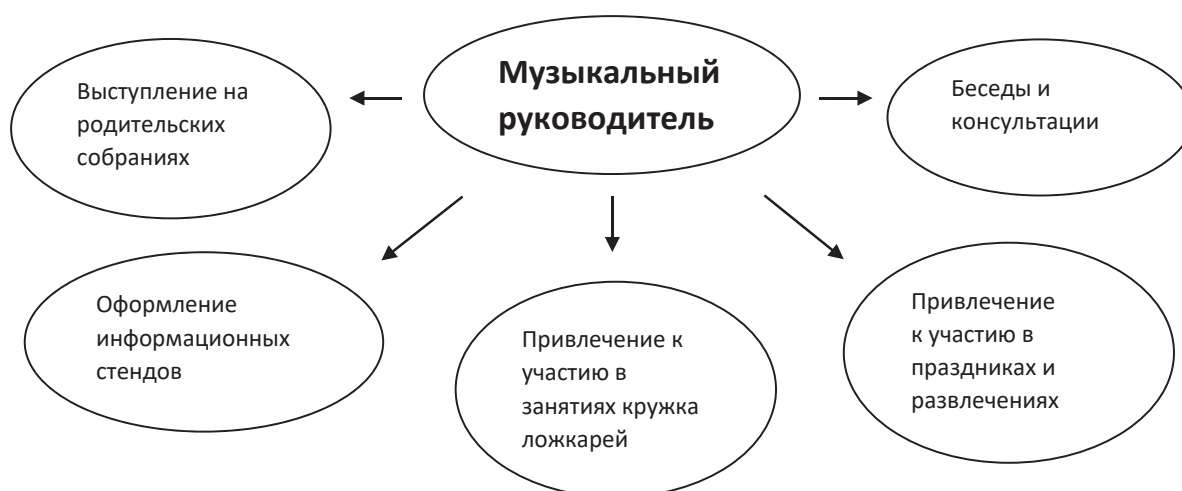 Музыкальный
руководитель
Выступление на
родительских
собраниях
Беседы и
консультации
Оформление
информационных
стендов
Привлечение к
участию в
занятиях кружка
ложкарей
Привлечение
к участию в
праздниках и
развлечениях